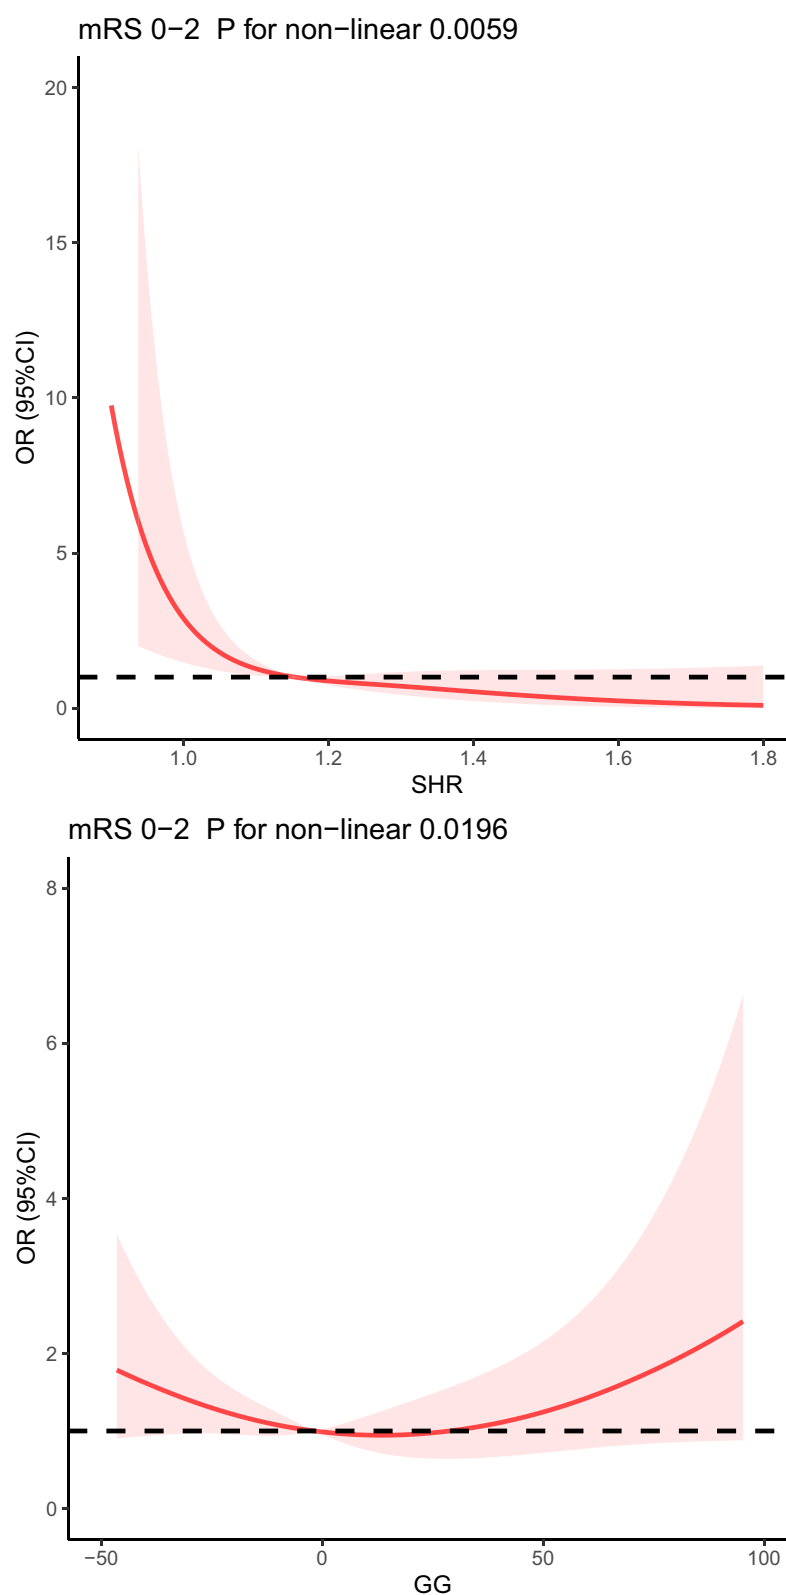 mRS 0−2  P for non−linear 0.0059
20
15
10
5
0
OR (95%CI)
1.0 1.2 1.4 1.6 1.8
SHR
mRS 0−2  P for non−linear 0.0196
8
6
4
2
0
OR (95%CI)
−50 0 50 100
GG